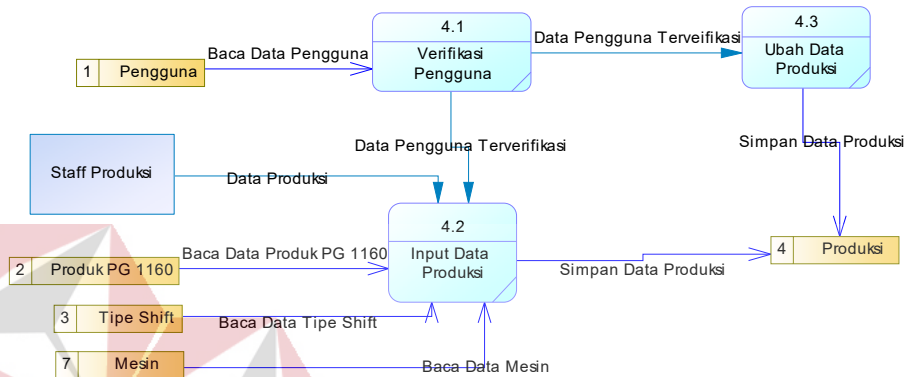 4.1
Verifikasi
Pengguna
4.3
Ubah Data
Produksi
Data Pengguna Terveifikasi
Baca Data Pengguna
1 Pengguna
Data Pengguna Terverifikasi
Simpan Data Produksi
Staff Produksi
Data Produksi
4.2
Input Data
Produksi
4 Produksi
Baca Data Produk PG 1160
2 Produk PG 1160
Simpan Data Produksi
3 Tipe Shift
Baca Data Tipe Shift
7 Mesin
Baca Data Mesin